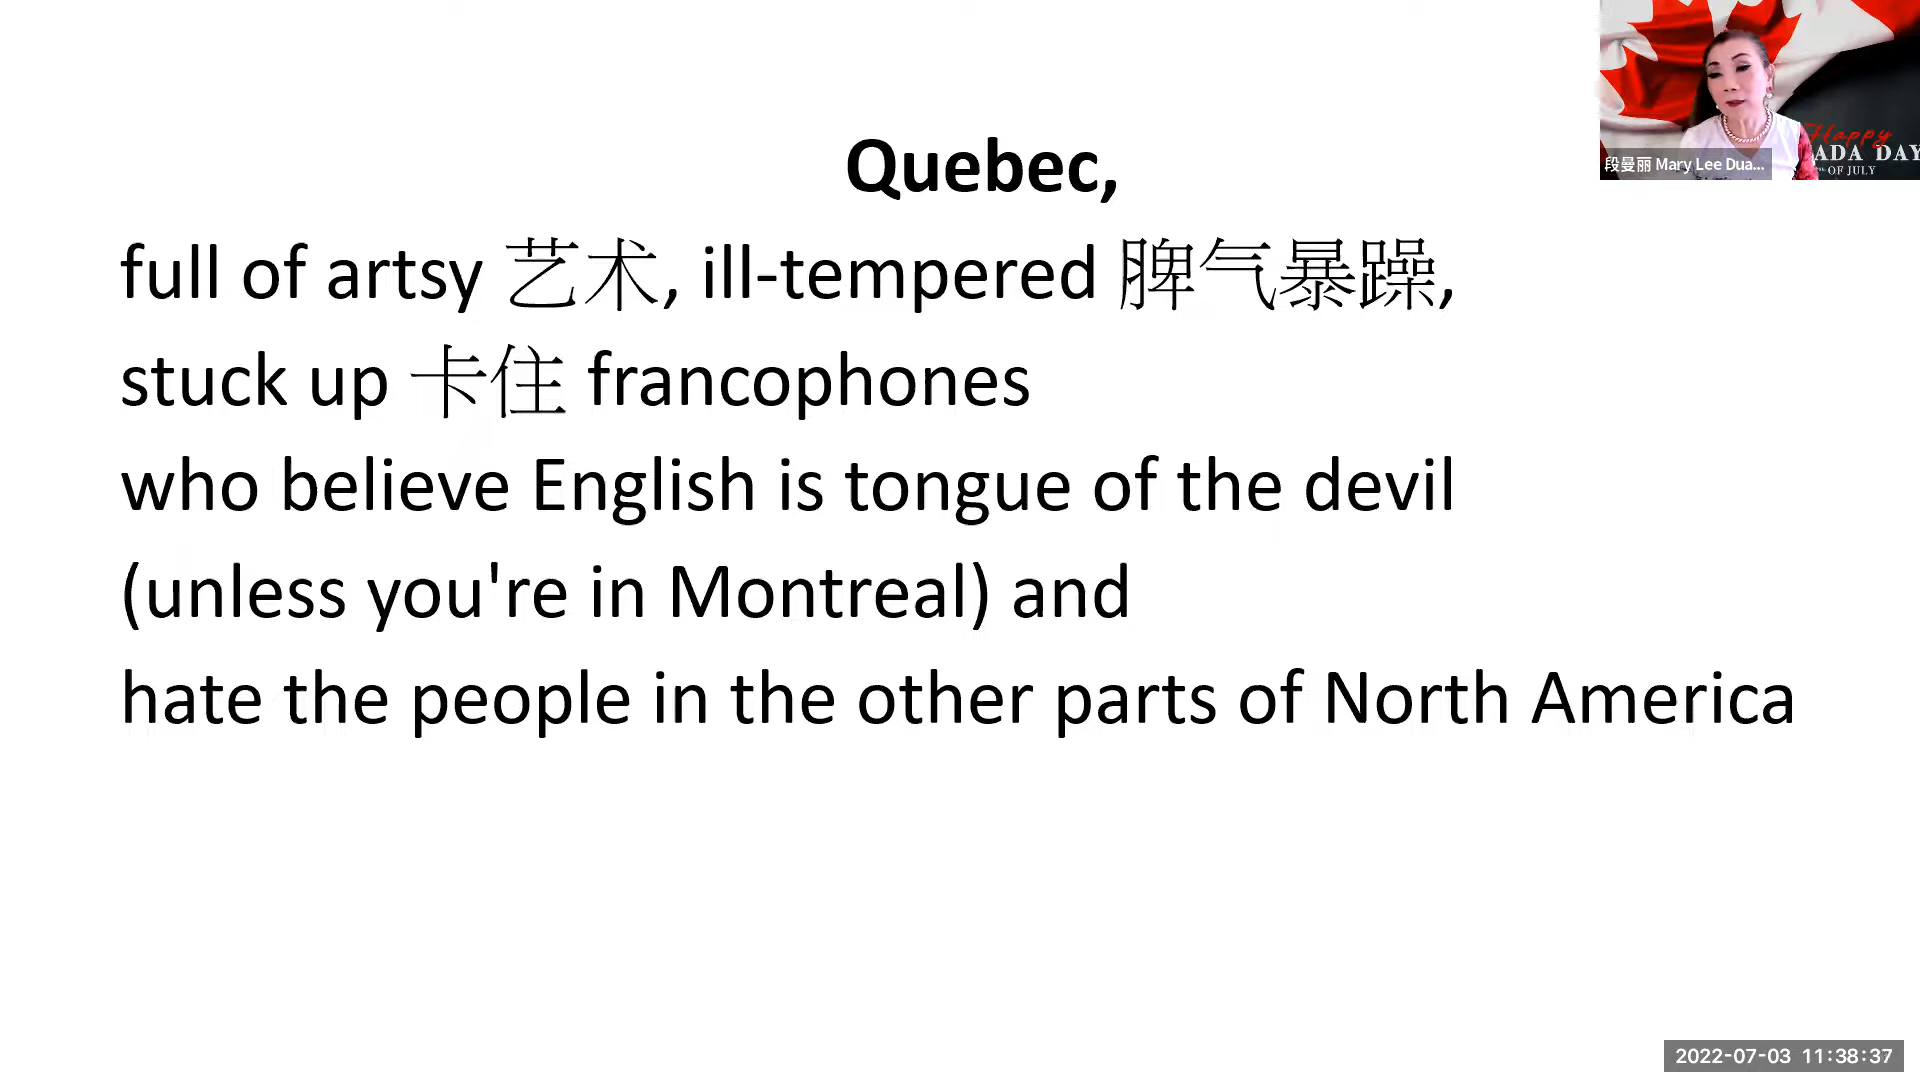 Quebec,
full of artsy 艺术, ill-tempered 脾气暴躁,
stuck up 卡住 francophones
who believe English is tongue of the devil
(unless you're in Montreal) and
hate the people in the other parts of North America
Happy
ADA DAY
OF JULY
段曼丽 Mary Lee Dua...
2022-07-03 11:38:37